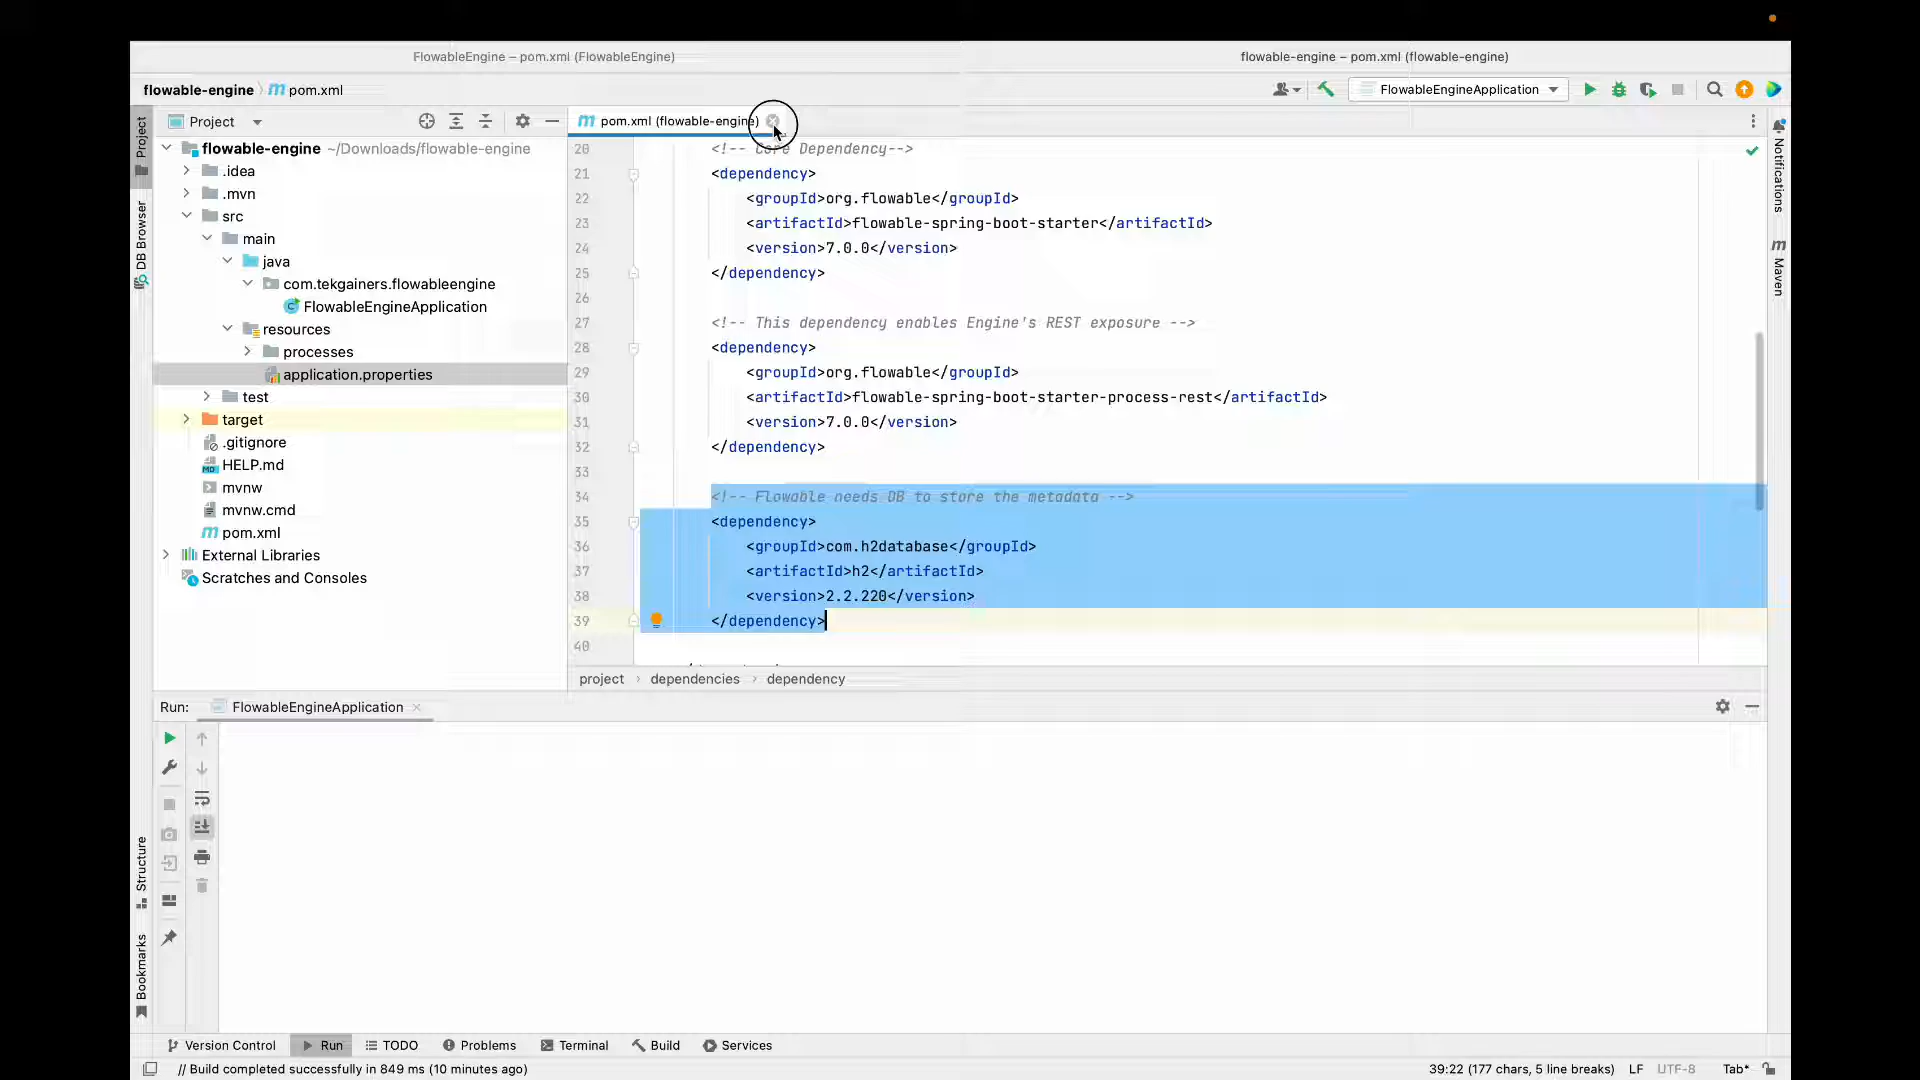 FlowableEngine – pom.xml (FlowableEngine)
flowable-engine – pom.xml (flowable-engine)
flowable-engine pom.xml
FlowableEngineApplication
Project
pom.xml (flowable-engine)
flowable-engine ~/Downloads/flowable-engine
.idea
.mvn
src
main
java
com.tekgainers.flowableengine
FlowableEngineApplication
resources
processes
application.properties
test
target
.gitignore
HELP.md
mvnw
mvnw.cmd
pom.xml
External Libraries
Scratches and Consoles
Project
DB Browser
Structure
Bookmarks
20 <!-- Core Dependency-->
21 <dependency>
22 <groupId>org.flowable</groupId>
23 <artifactId>flowable-spring-boot-starter</artifactId>
24 <version>7.0.0</version>
25 </dependency>
26
27 <!-- This dependency enables Engine's REST exposure -->
28 <dependency>
29 <groupId>org.flowable</groupId>
30 <artifactId>flowable-spring-boot-starter-process-rest</artifactId>
31 <version>7.0.0</version>
32 </dependency>
33
34 <!-- Flowable needs DB to store the metadata -->
35 <dependency>
36 <groupId>com.h2database</groupId>
37 <artifactId>h2</artifactId>
38 <version>2.2.220</version>
39 </dependency>
40
project › dependencies › dependency
Notifications
Maven
Run: FlowableEngineApplication
Version Control Run TODO Problems Terminal Build Services
// Build completed successfully in 849 ms (10 minutes ago)
39:22 (177 chars, 5 line breaks) LF UTF-8 Tab*